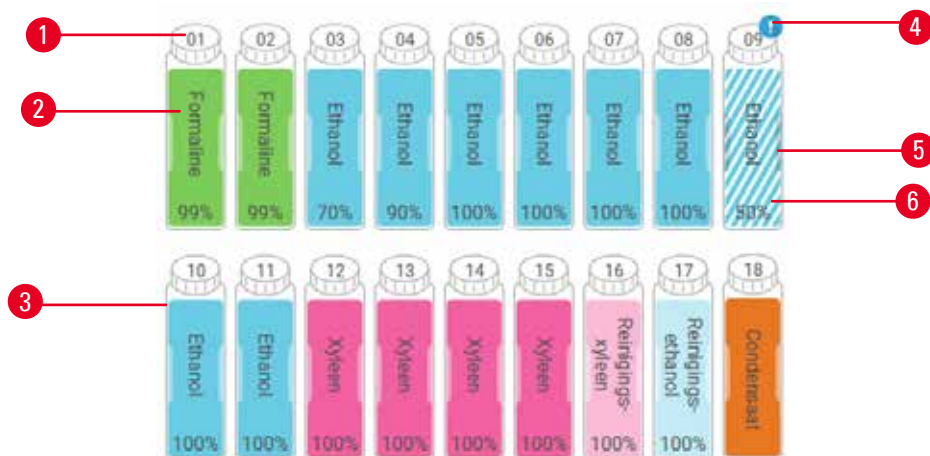 1 01 02 03 04 05 06 07 08 09 4
2 Formaline Formaline Ethanol Ethanol Ethanol Ethanol Ethanol Ethanol Ethanol 5
99% 99% 70% 90% 100% 100% 100% 100% 50% 6
10 11 12 13 14 15 16 17 18
3 Ethanol Ethanol Xyleen Xyleen Xyleen Xyleen Reinigings-
xyleen Reinigings-
ethanol Condensaat
100% 100% 100% 100% 100% 100% 100% 100%